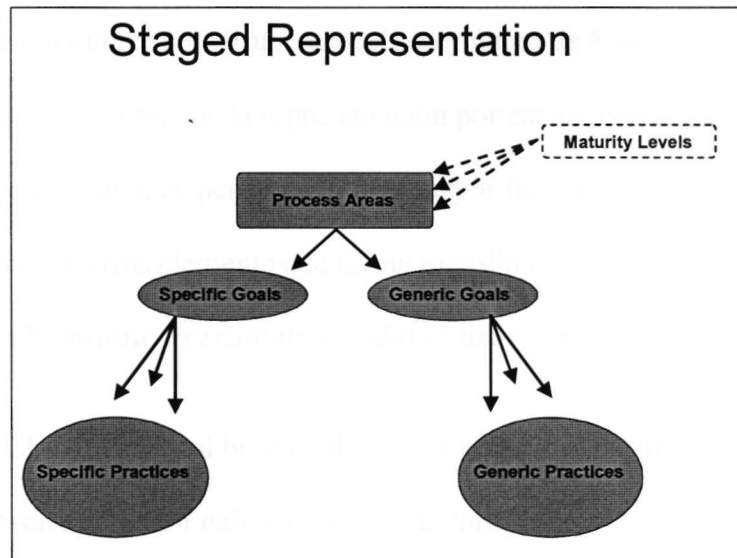 Staged Representation
Maturity Levels
Process Areas
Specific Goals
Generic Goals
Specific Practices
Generic Practices